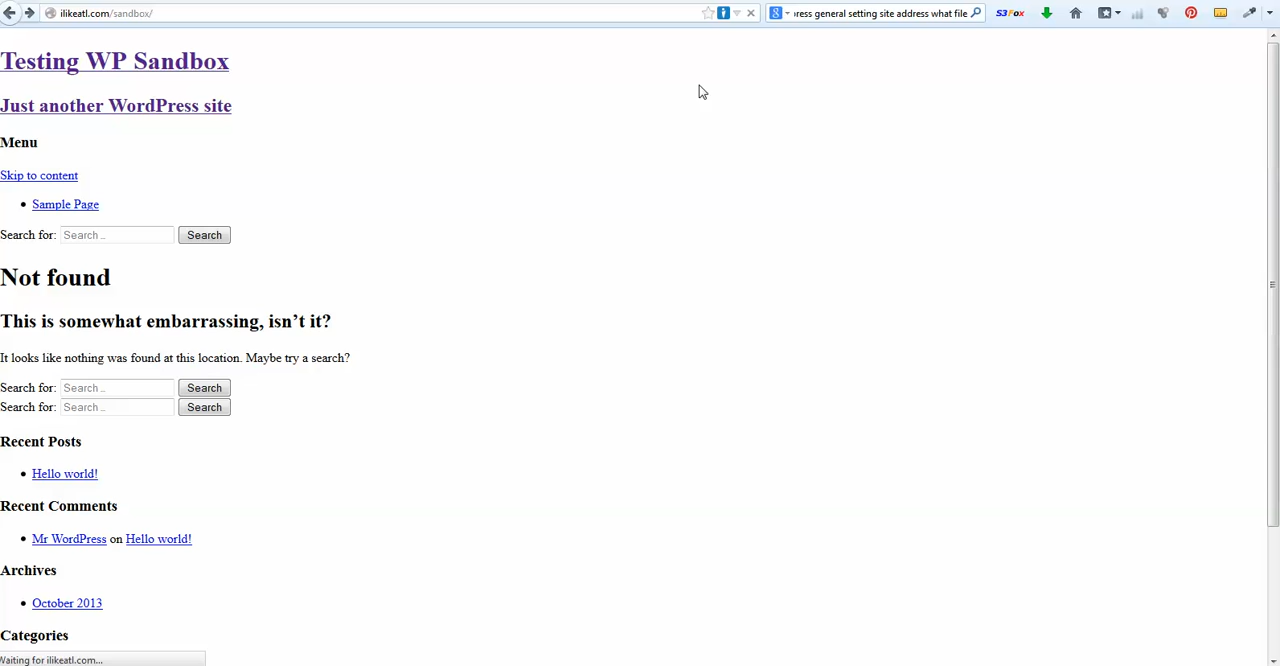 ilikeatl.com/sandbox/
ress general setting site address what file
S3Fox
Testing WP Sandbox
Just another WordPress site
Menu
Skip to content
Sample Page
Search for: Search … Search
Not found
This is somewhat embarrassing, isn’t it?
It looks like nothing was found at this location. Maybe try a search?
Search for: Search … Search
Search for: Search … Search
Recent Posts
Hello world!
Recent Comments
Mr WordPress on Hello world!
Archives
October 2013
Categories
Waiting for ilikeatl.com...